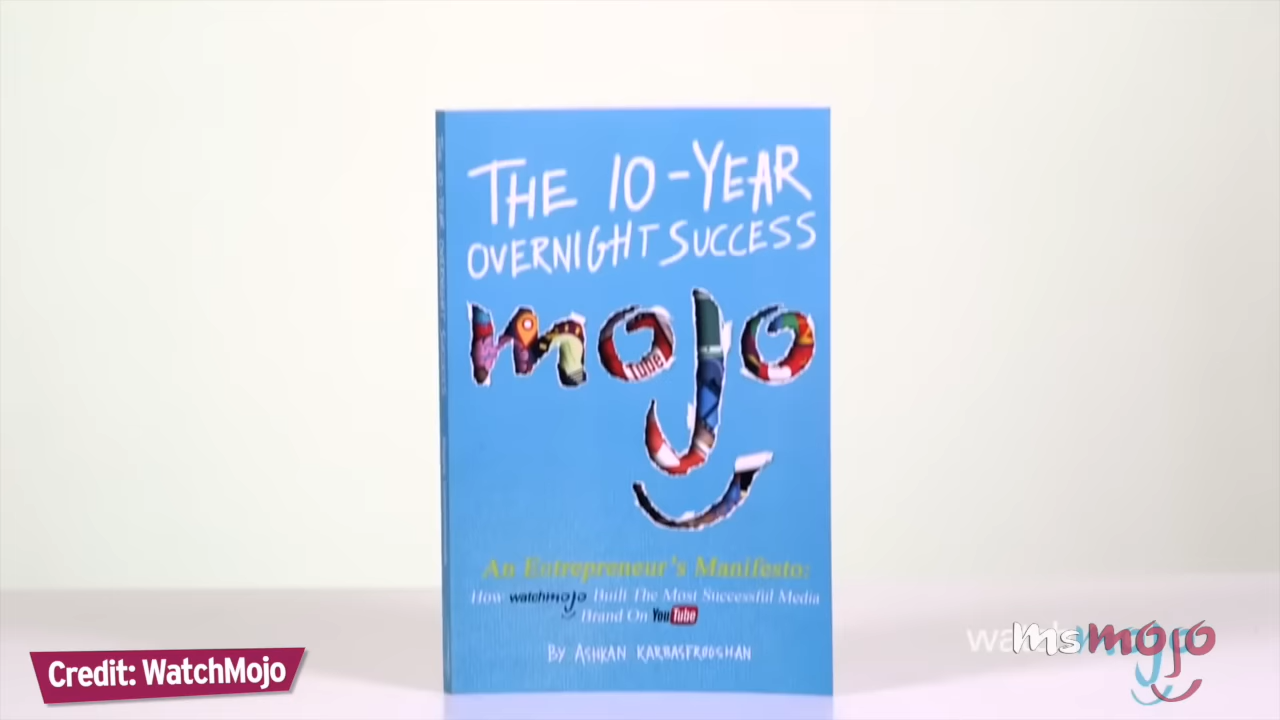 THE 10-YEAR
OVERNIGHT SUCCESS
mojo
Tube
An Entrepreneur's Manifesto:
How watchmojo Built The Most Successful Media
Brand On YouTube
BY ASHKAN KARBASFROOSHAN
Credit: WatchMojo
msmojo